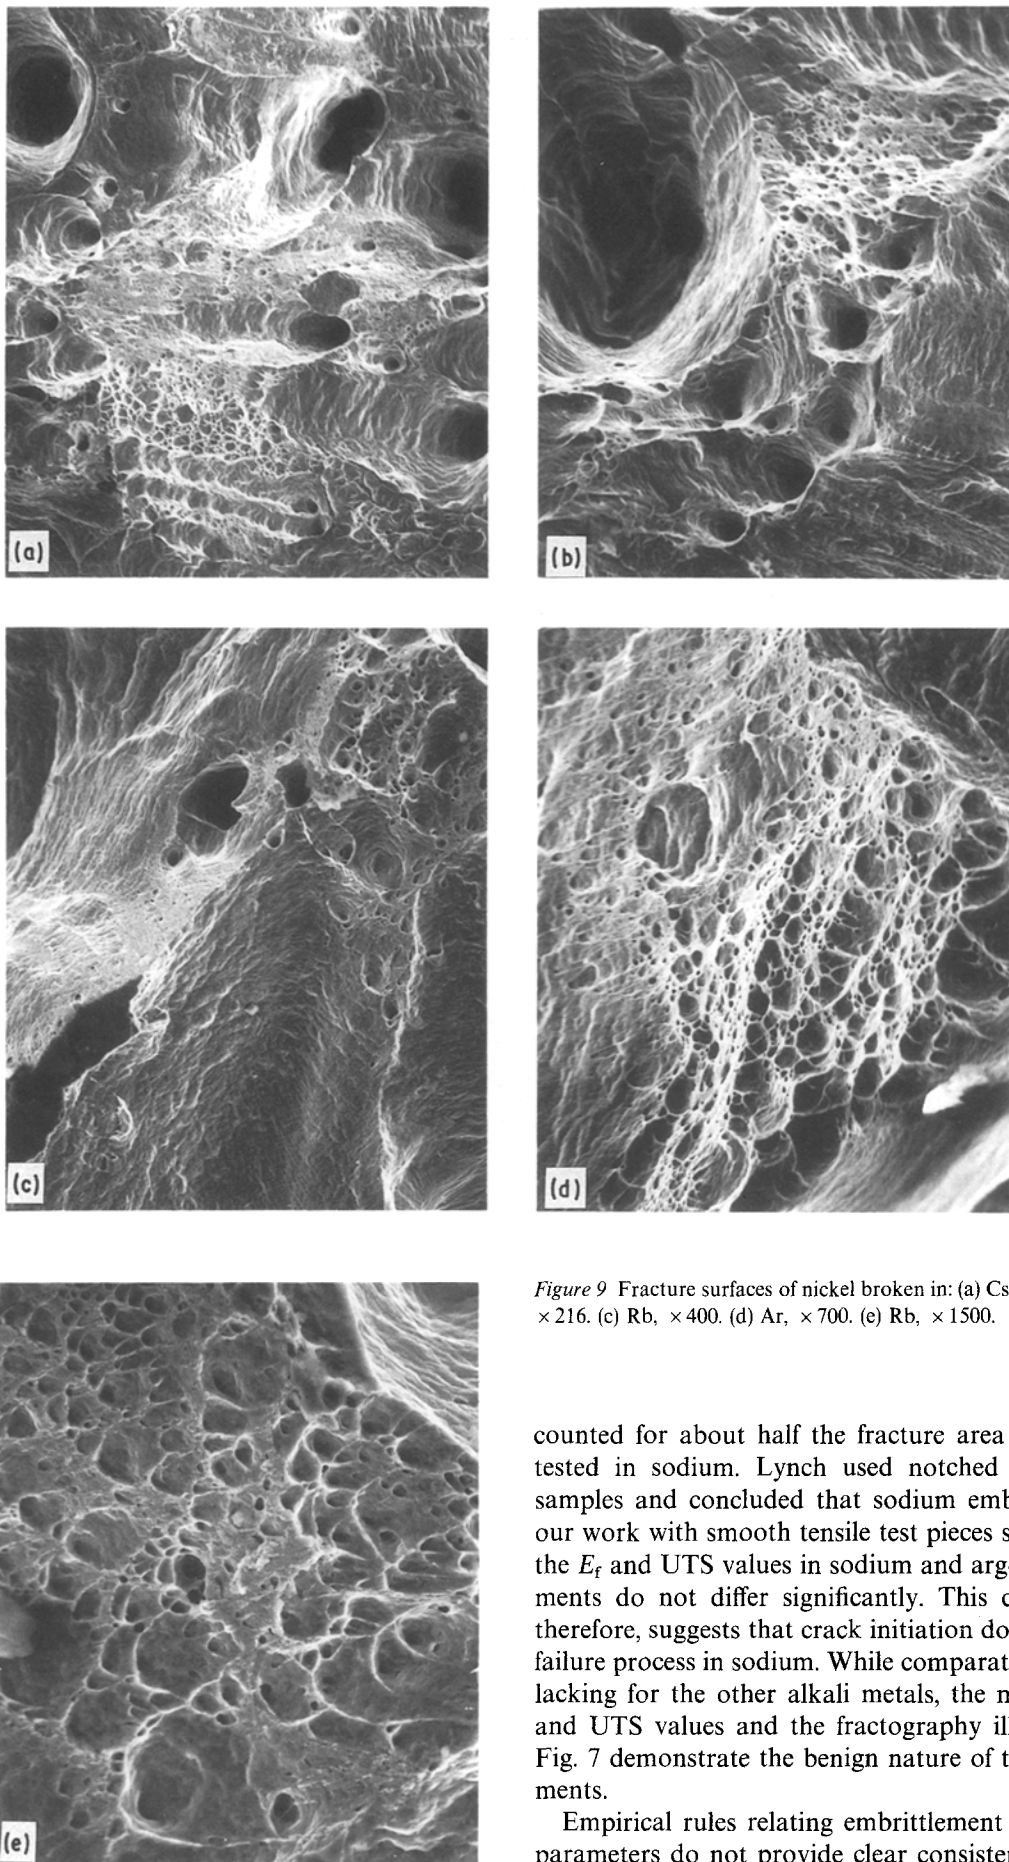 (a)
(b)
(c)
(d)
(e)
Figure 9 Fracture surfaces of nickel broken in: (a) Cs
× 216. (c) Rb, × 400. (d) Ar, × 700. (e) Rb, × 1500.
counted for about half the fracture area
tested in sodium. Lynch used notched
samples and concluded that sodium emb
our work with smooth tensile test pieces s
the Ef and UTS values in sodium and arg
ments do not differ significantly. This c
therefore, suggests that crack initiation do
failure process in sodium. While comparat
lacking for the other alkali metals, the n
and UTS values and the fractography il
Fig. 7 demonstrate the benign nature of t
ments.
Empirical rules relating embrittlement
parameters do not provide clear consisten